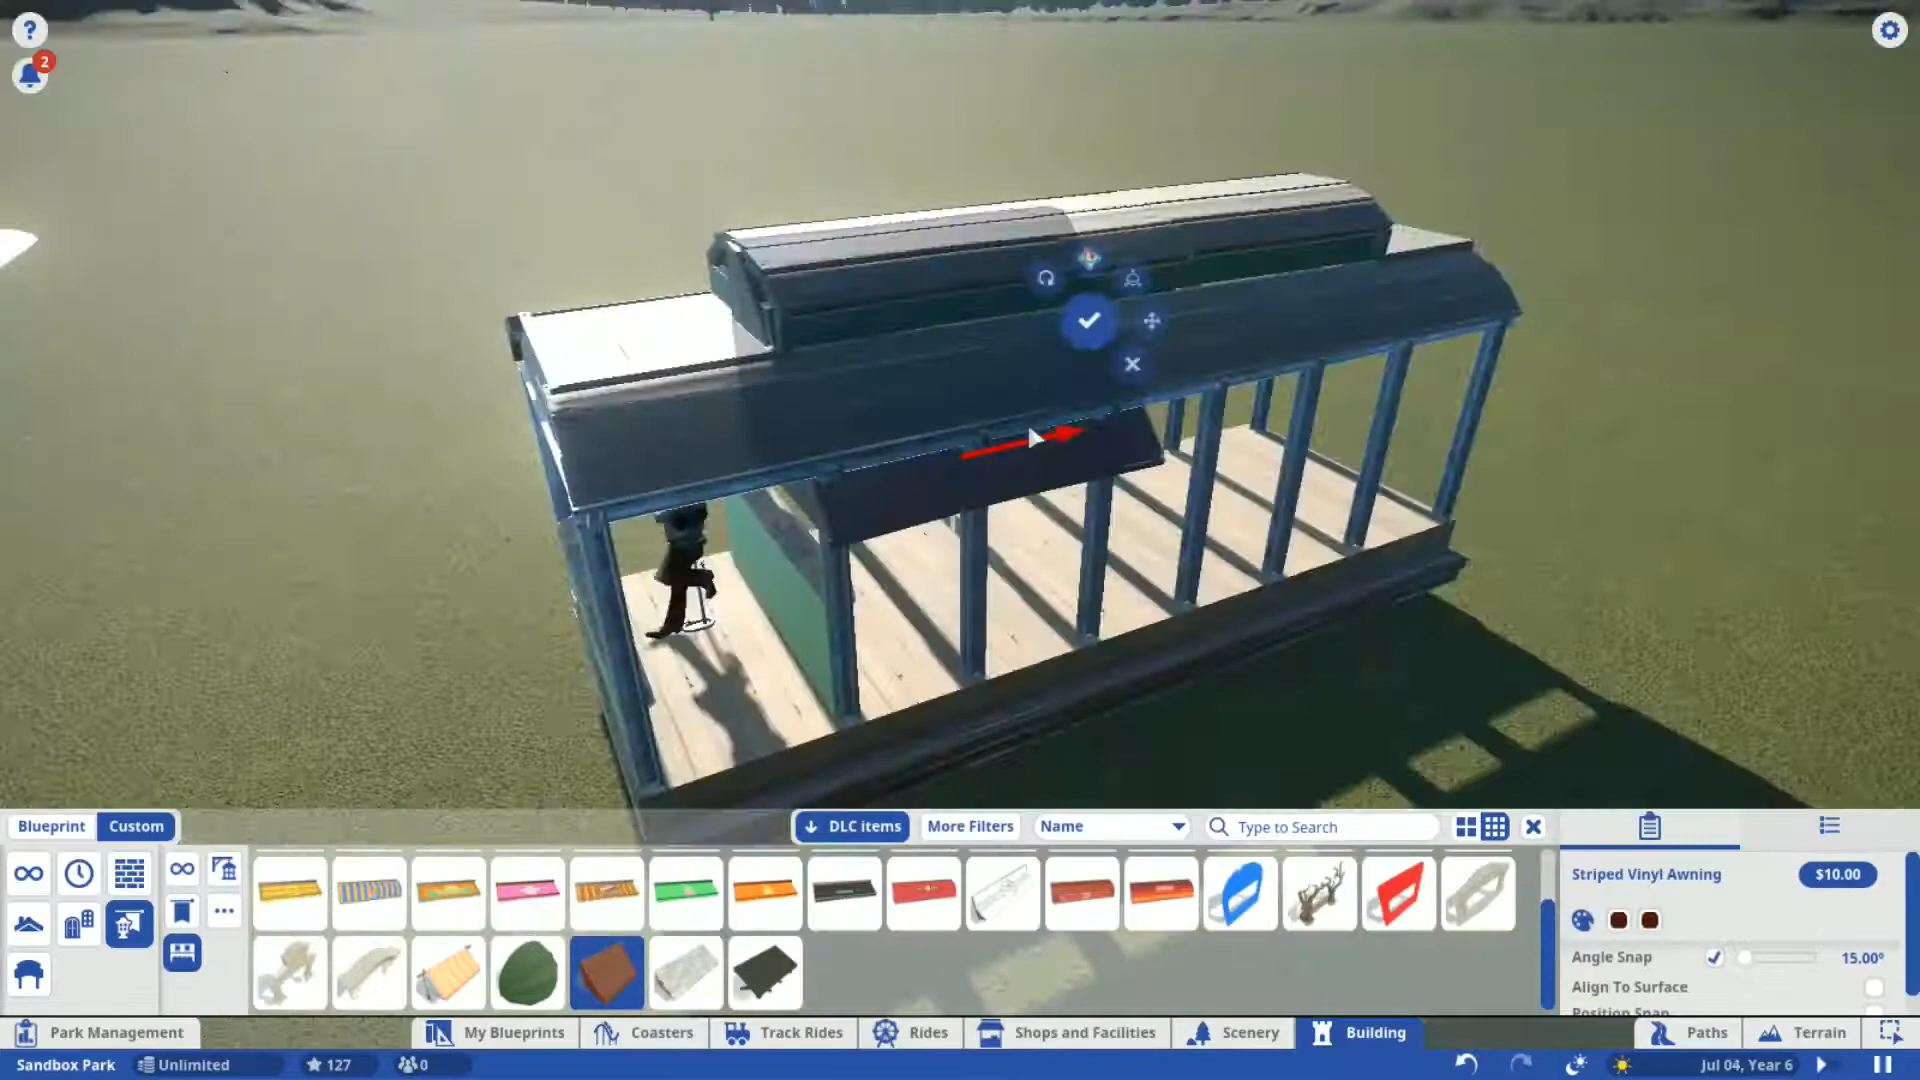 ?
2
Blueprint
Custom
DLC items
More Filters
Name
Type to Search
Striped Vinyl Awning
$10.00
Angle Snap
15.00°
Align To Surface
Position Snap
Park Management
My Blueprints
Coasters
Track Rides
Rides
Shops and Facilities
Scenery
Building
Paths
Terrain
Sandbox Park
Unlimited
127
0
Jul 04, Year 6